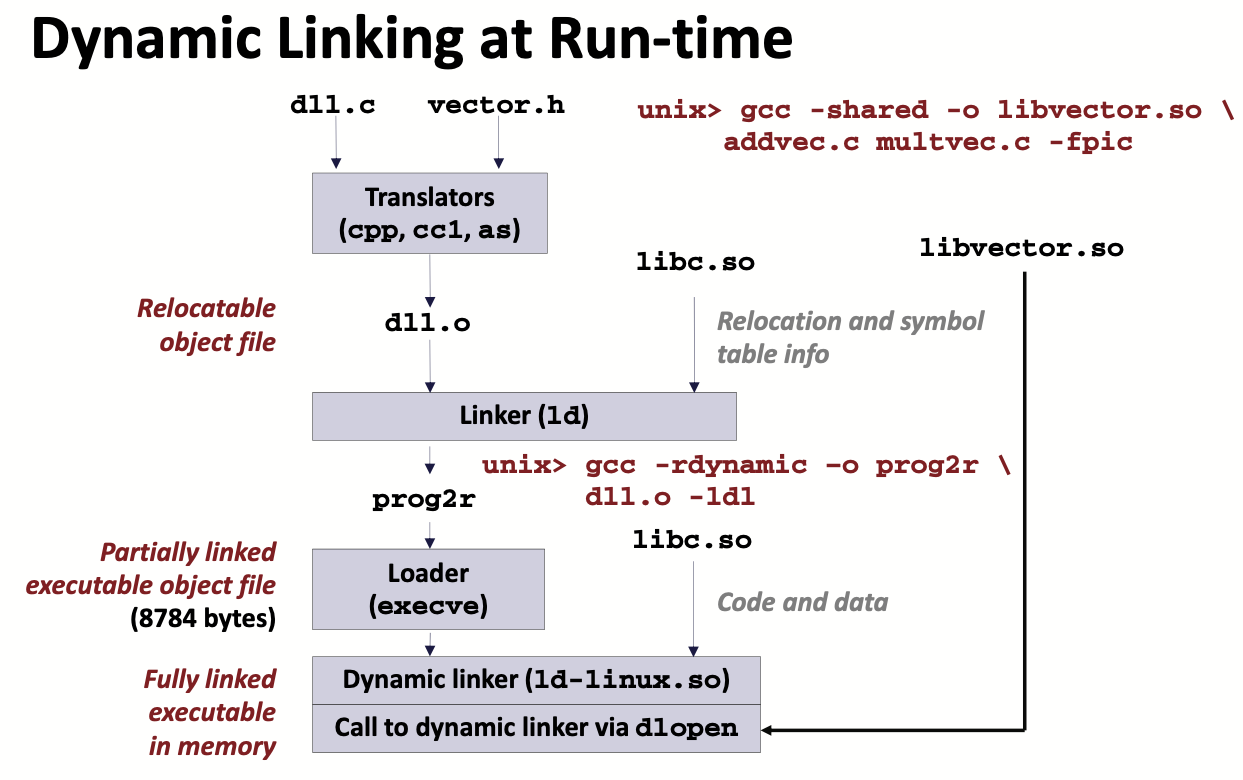 Dynamic Linking at Run-time
dll.c vector.h
unix> gcc -shared -o libvector.so \
addvec.c multvec.c -fpic
Translators
(cpp, cc1, as)
libc.so
libvector.so
Relocatable
object file
dll.o
Relocation and symbol
table info
Linker (ld)
unix> gcc -rdynamic –o prog2r \
dll.o -ldl
prog2r
libc.so
Partially linked
executable object file
(8784 bytes)
Loader
(execve)
Code and data
Fully linked
executable
in memory
Dynamic linker (ld-linux.so)
Call to dynamic linker via dlopen